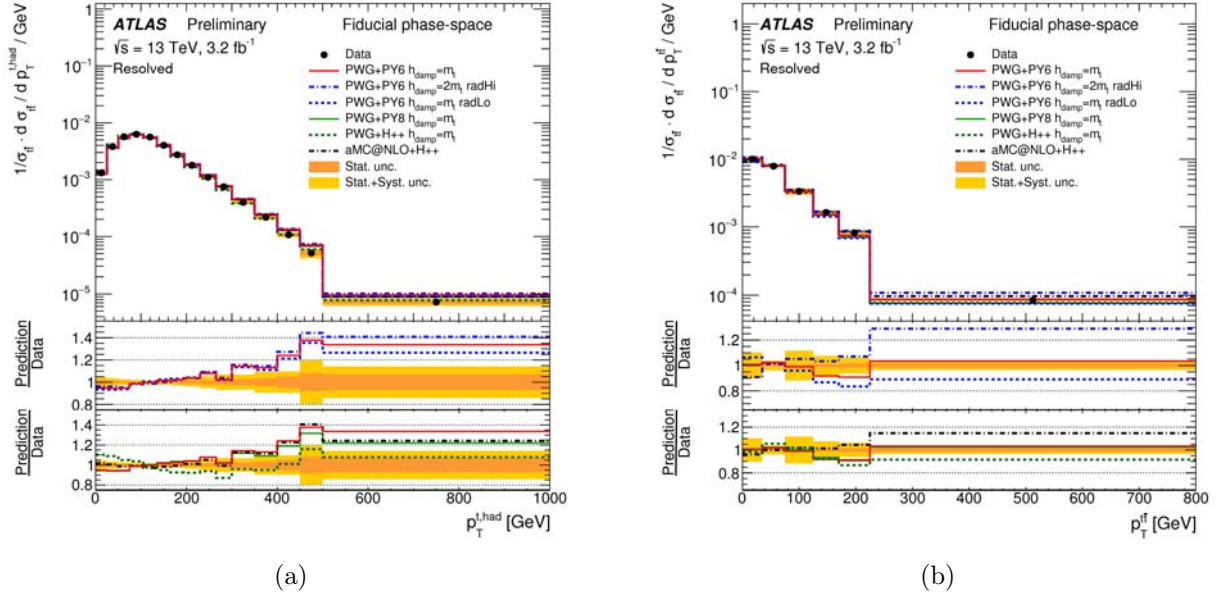 ATLAS Preliminary Fiducial phase-space
√s = 13 TeV, 3.2 fb⁻¹
Resolved
Data
PWG+PY6 h_damp=m_t
PWG+PY6 h_damp=2m_t radHi
PWG+PY6 h_damp=m_t radLo
PWG+PY8 h_damp=m_t
PWG+H++ h_damp=m_t
aMC@NLO+H++
Stat. unc.
Stat.+Syst. unc.
1/σ_tt̄ · d σ_tt̄ / d p_T^{t,had} / GeV
1
10⁻¹
10⁻²
10⁻³
10⁻⁴
10⁻⁵
Prediction
Data
1.4
1.2
1
0.8
Prediction
Data
1.4
1.2
1
0.8
0 200 400 600 800 1000
p_T^{t,had} [GeV]
(a)
ATLAS Preliminary Fiducial phase-space
√s = 13 TeV, 3.2 fb⁻¹
Resolved
Data
PWG+PY6 h_damp=m_t
PWG+PY6 h_damp=2m_t radHi
PWG+PY6 h_damp=m_t radLo
PWG+PY8 h_damp=m_t
PWG+H++ h_damp=m_t
aMC@NLO+H++
Stat. unc.
Stat.+Syst. unc.
1/σ_tt̄ · d σ_tt̄ / d p_T^{tt̄} / GeV
1
10⁻¹
10⁻²
10⁻³
10⁻⁴
Prediction
Data
1.2
1
0.8
Prediction
Data
1.2
1
0.8
0 100 200 300 400 500 600 700 800
p_T^{tt̄} [GeV]
(b)